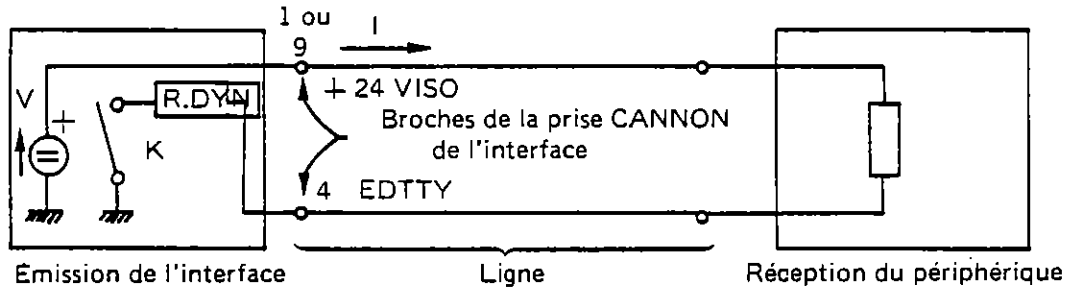 1 ou
9
I
V
+
K
R.DYN
+ 24 VISO
Broches de la prise CANNON
de l'interface
4 EDTTY
Émission de l'interface
Ligne
Réception du périphérique